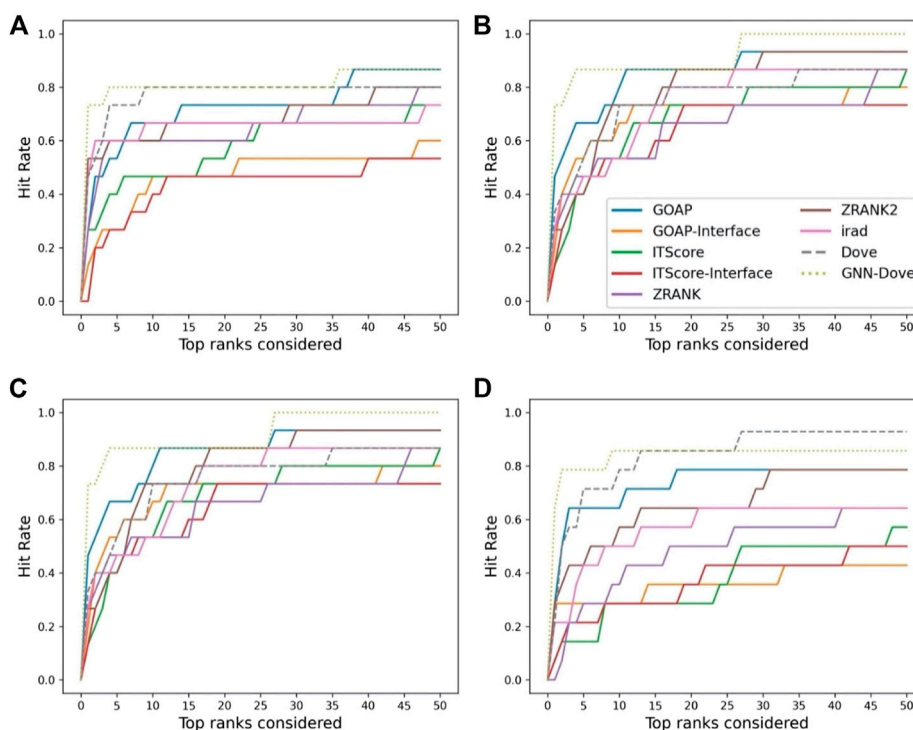 A
Hit Rate
1.0
0.8
0.6
0.4
0.2
0.0
0 5 10 15 20 25 30 35 40 45 50
Top ranks considered
B
Hit Rate
1.0
0.8
0.6
0.4
0.2
0.0
GOAP
GOAP-Interface
ITScore
ITScore-Interface
ZRANK
ZRANK2
irad
Dove
GNN-Dove
0 5 10 15 20 25 30 35 40 45 50
Top ranks considered
C
Hit Rate
1.0
0.8
0.6
0.4
0.2
0.0
0 5 10 15 20 25 30 35 40 45 50
Top ranks considered
D
Hit Rate
1.0
0.8
0.6
0.4
0.2
0.0
0 5 10 15 20 25 30 35 40 45 50
Top ranks considered